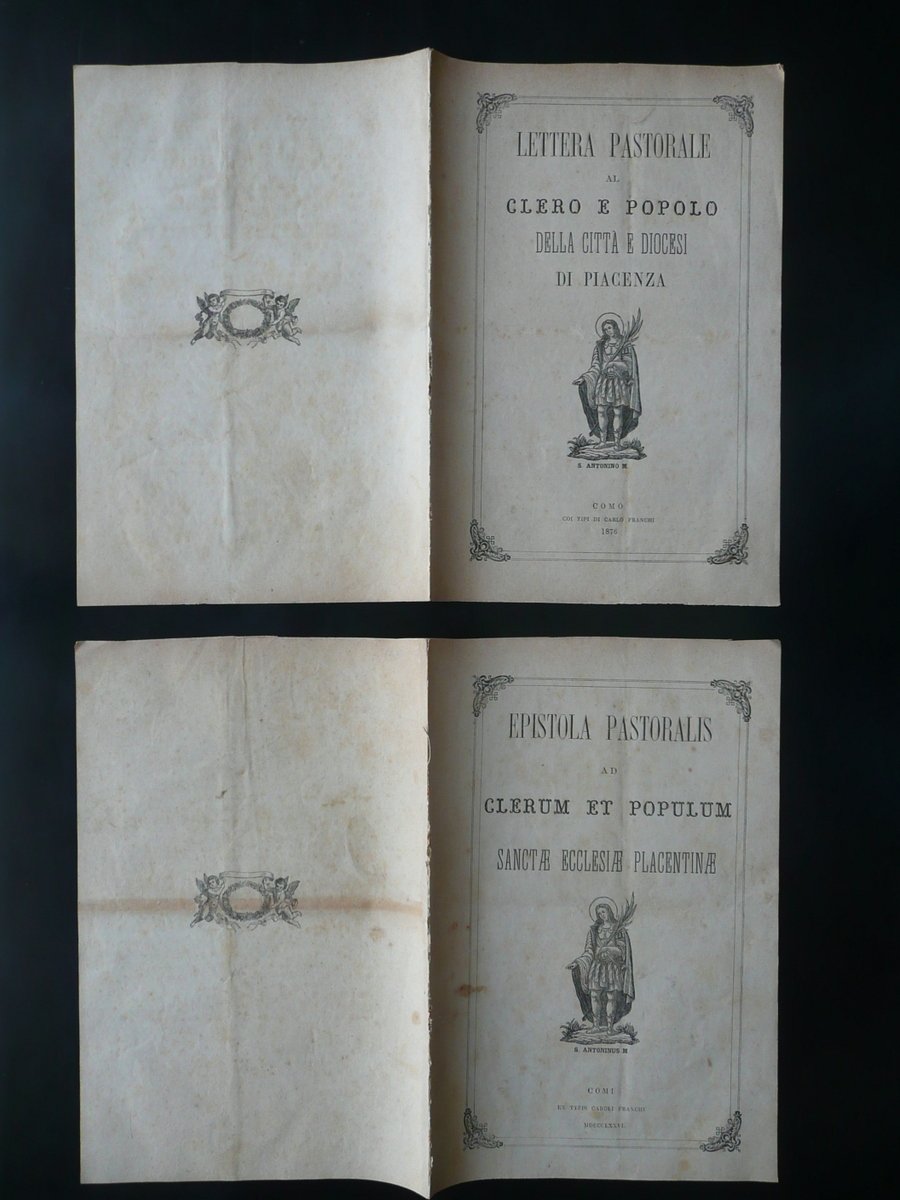 LETTERA PASTORALE
AL
CLERO E POPOLO
DELLA CITTÀ E DIOCESI
DI PIACENZA
S. ANTONINO M.
COMO
COI TIPI DI CARLO FRANCHI
1876
EPISTOLA PASTORALIS
AD
CLERUM ET POPULUM
SANCTÆ ECCLESIÆ PLACENTINÆ
S. ANTONINUS M
COMI
EX TYPIS CAROLI FRANCHI
MDCCCLXXVI.